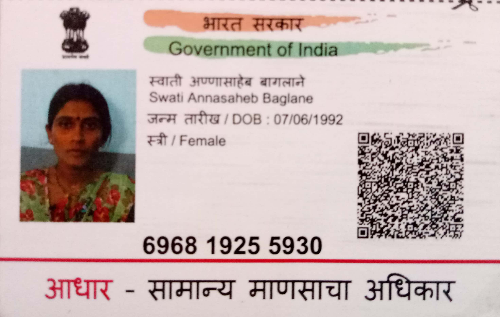 भारत सरकार
Government of India
स्वाती अण्णासाहेब बागलाने
Swati Annasaheb Baglane
जन्म तारीख / DOB : 07/06/1992
स्त्री / Female
6968 1925 5930
आधार - सामान्य माणसाचा अधिकार